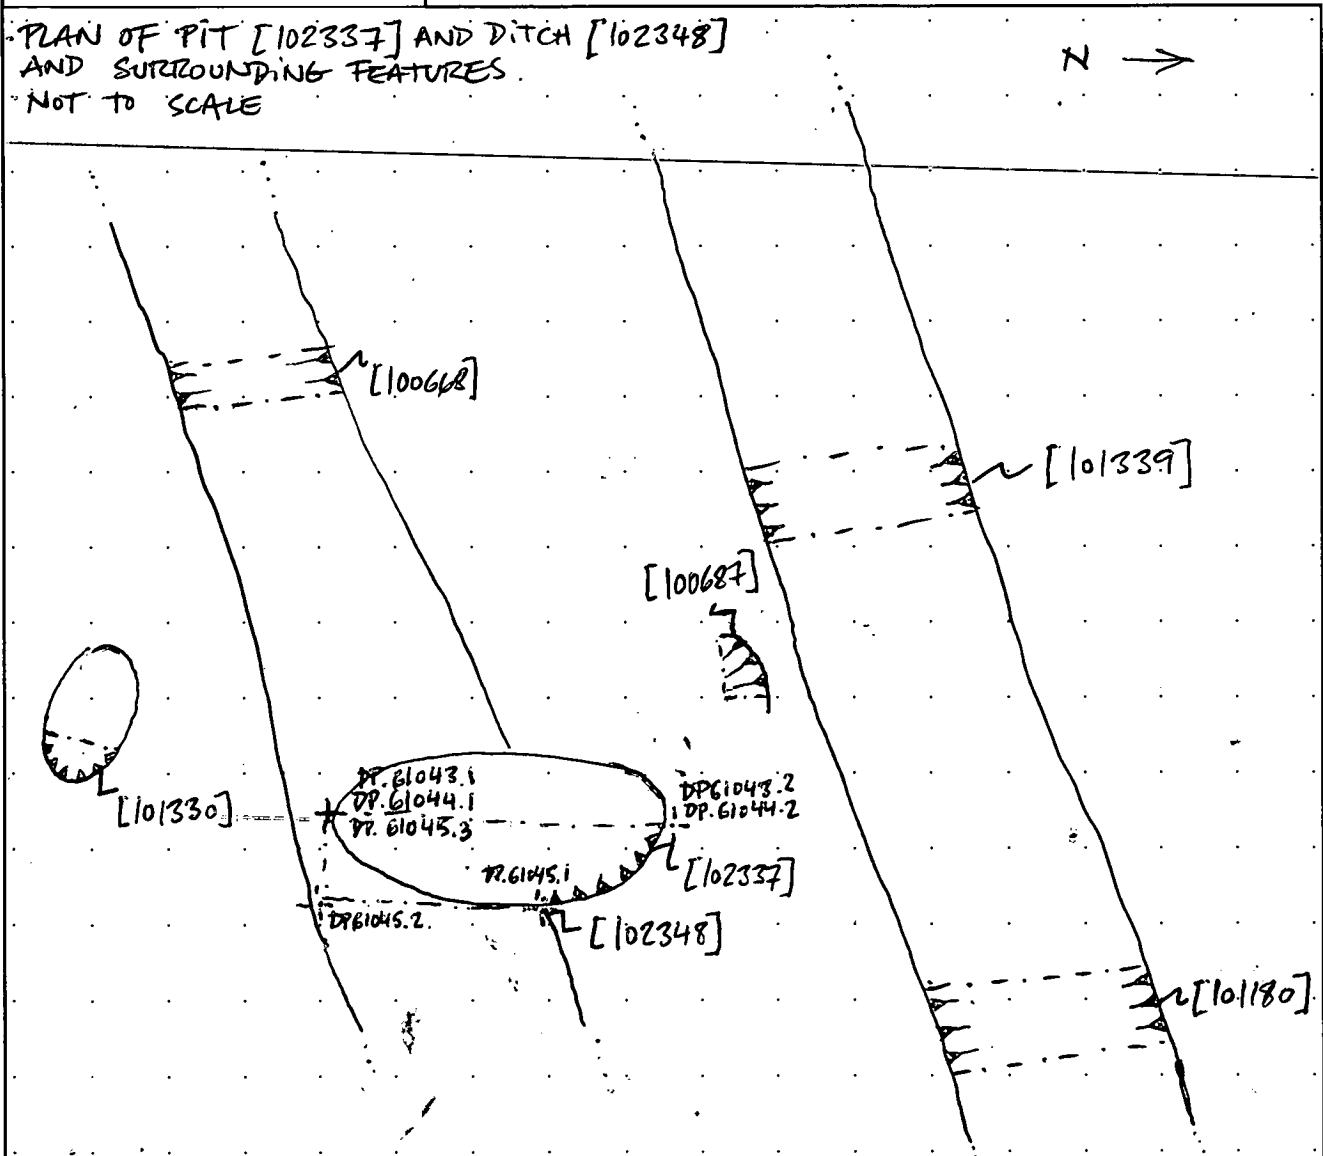 PLAN OF PIT [102337] AND DITCH [102348]
AND SURROUNDING FEATURES.
NOT TO SCALE
N
[100668]
[101339]
[100687]
[101330]
DP.61043.1
DP.61044.1
DP.61045.3
DP61043.2
DP.61044.2
[102337]
DP.61045.1
DP61045.2.
[102348]
[101180]